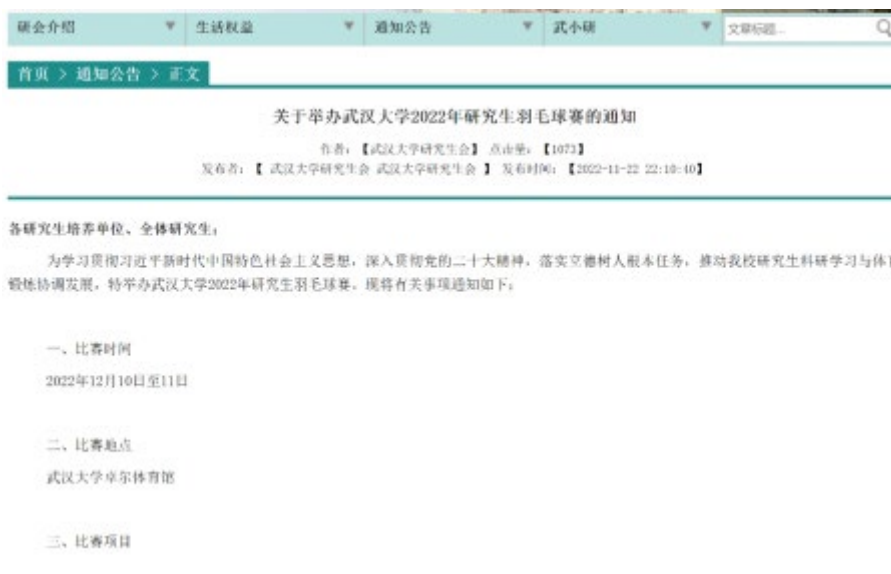 研会介绍 生活权益 通知公告 武小研 文章标题...
首页 > 通知公告 > 正文
关于举办武汉大学2022年研究生羽毛球赛的通知
作者:【武汉大学研究生会】 点击量:【1073】
发布者:【 武汉大学研究生会 武汉大学研究生会 】 发布时间:【2022-11-22 22:10:40】
各研究生培养单位、全体研究生:
为学习贯彻习近平新时代中国特色社会主义思想,深入贯彻党的二十大精神,落实立德树人根本任务,推动我校研究生科研学习与体
锻炼协调发展,特举办武汉大学2022年研究生羽毛球赛。现将有关事项通知如下:
一、比赛时间
2022年12月10日至11日
二、比赛地点
武汉大学卓尔体育馆
三、比赛项目